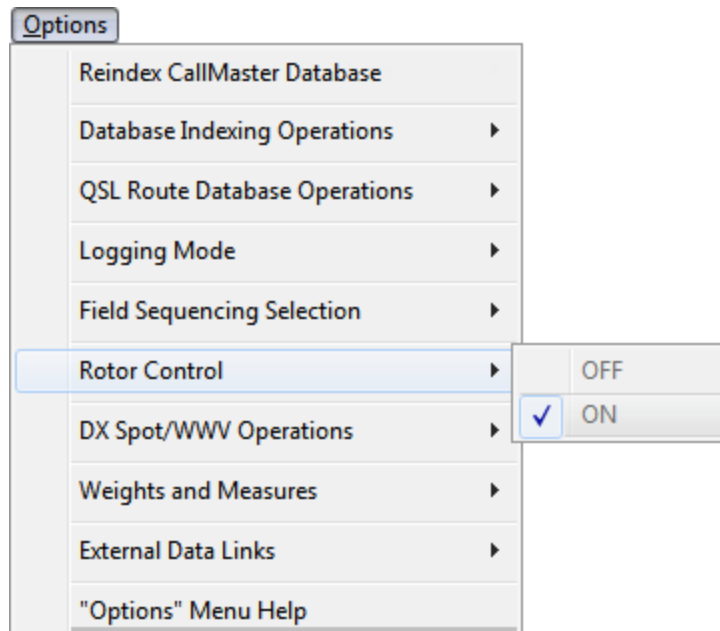 Options
Reindex CallMaster Database
Database Indexing Operations
QSL Route Database Operations
Logging Mode
Field Sequencing Selection
Rotor Control
OFF
ON
DX Spot/WWV Operations
Weights and Measures
External Data Links
"Options" Menu Help